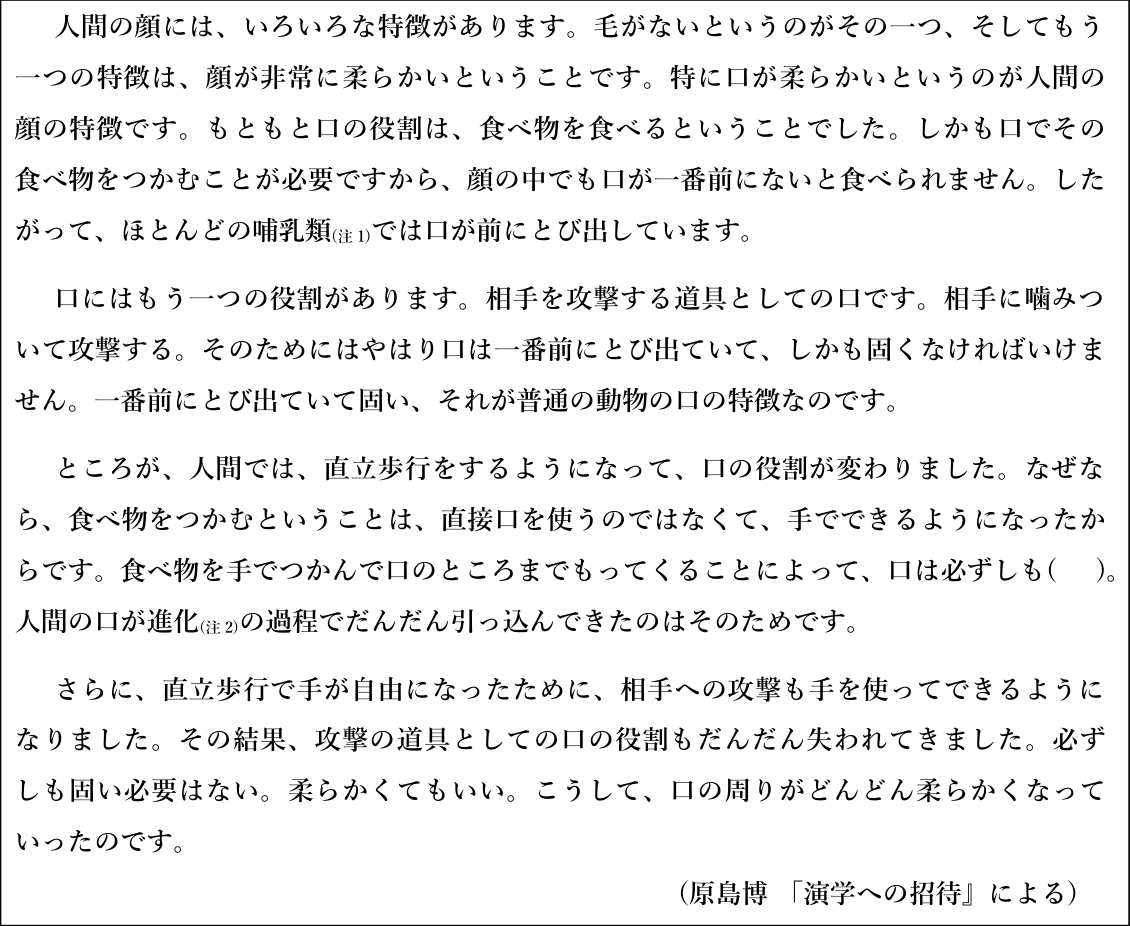 人間の顔には、いろいろな特徴があります。毛がないというのがその一つ、そしてもう
一つの特徴は、顔が非常に柔らかいということです。特に口が柔らかいというのが人間の
顔の特徴です。もともと口の役割は、食べ物を食べるということでした。しかも口でその
食べ物をつかむことが必要ですから、顔の中でも口が一番前にないと食べられません。した
がって、ほとんどの哺乳類(注1)では口が前にとび出しています。
口にはもう一つの役割があります。相手を攻撃する道具としての口です。相手に噛みつ
いて攻撃する。そのためにはやはり口は一番前にとび出ていて、しかも固くなければいけま
せん。一番前にとび出ていて固い、それが普通の動物の口の特徴なのです。
ところが、人間では、直立歩行をするようになって、口の役割が変わりました。なぜな
ら、食べ物をつかむということは、直接口を使うのではなくて、手でできるようになったか
らです。食べ物を手でつかんで口のところまでもってくることによって、口は必ずしも(　)。
人間の口が進化(注2)の過程でだんだん引っ込んできたのはそのためです。
さらに、直立歩行で手が自由になったために、相手への攻撃も手を使ってできるように
なりました。その結果、攻撃の道具としての口の役割もだんだん失われてきました。必ず
しも固い必要はない。柔らかくてもいい。こうして、口の周りがどんどん柔らかくなって
いったのです。
（原島博 「演学への招待』による）